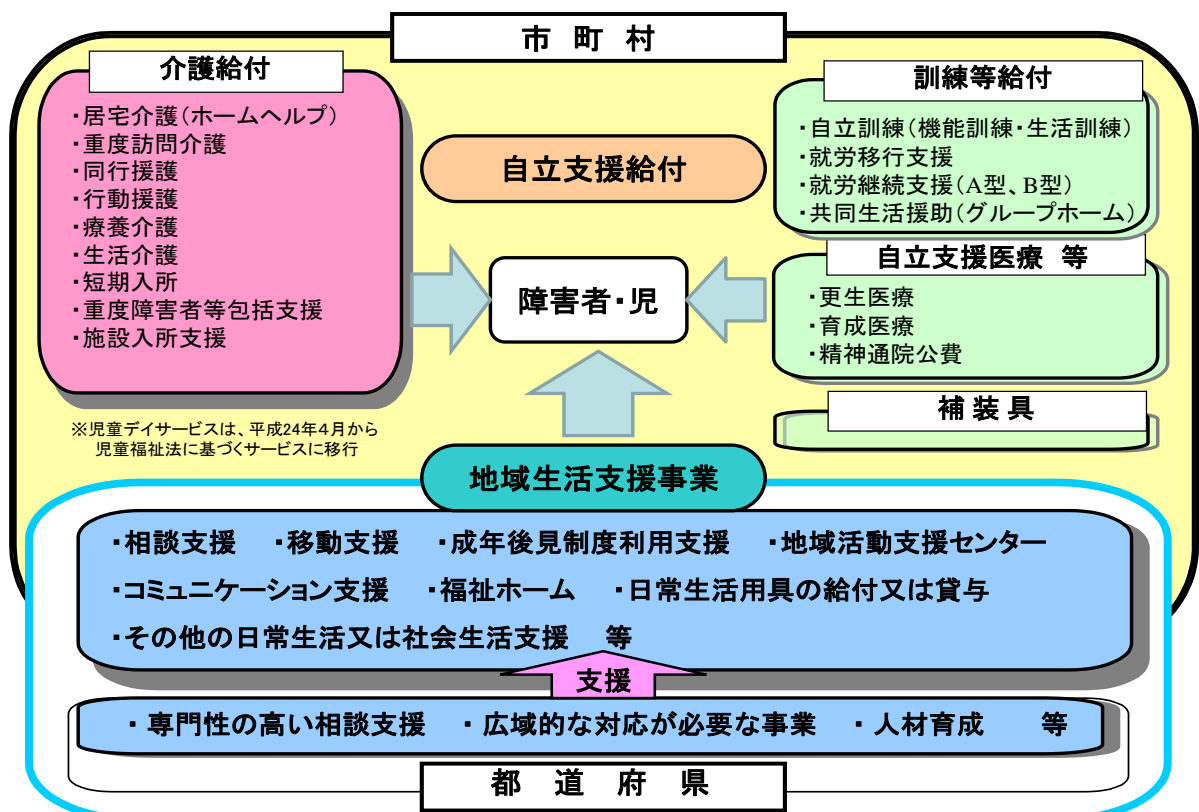 市 町 村
介護給付
・居宅介護(ホームヘルプ)
・重度訪問介護
・同行援護
・行動援護
・療養介護
・生活介護
・短期入所
・重度障害者等包括支援
・施設入所支援
※児童デイサービスは、平成24年4月から
児童福祉法に基づくサービスに移行
自立支援給付
障害者・児
訓練等給付
・自立訓練(機能訓練・生活訓練)
・就労移行支援
・就労継続支援(A型、B型)
・共同生活援助(グループホーム)
自立支援医療 等
・更生医療
・育成医療
・精神通院公費
補 装 具
地域生活支援事業
・相談支援 ・移動支援 ・成年後見制度利用支援 ・地域活動支援センター
・コミュニケーション支援 ・福祉ホーム ・日常生活用具の給付又は貸与
・その他の日常生活又は社会生活支援 等
支援
・専門性の高い相談支援 ・広域的な対応が必要な事業 ・人材育成 等
都 道 府 県